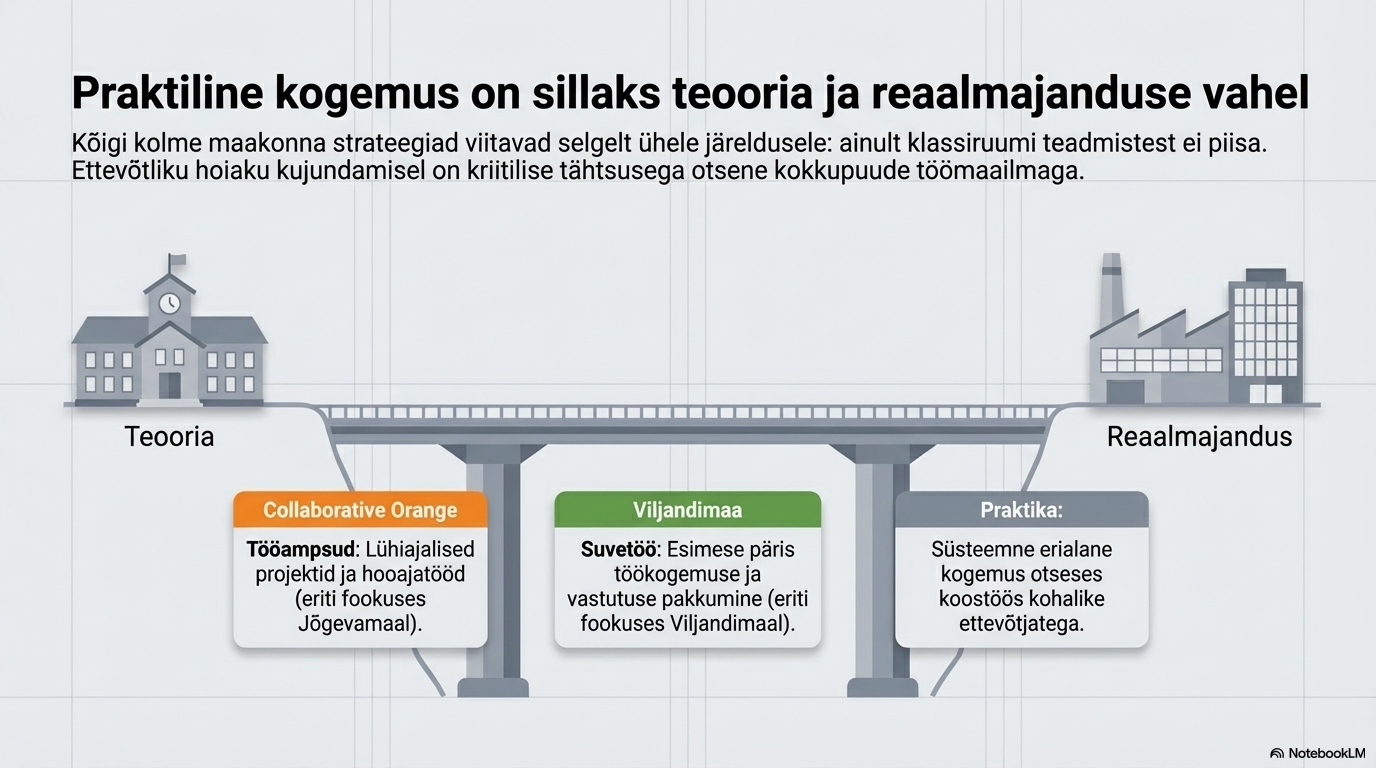 Praktiline kogemus on sillaks teooria ja reaalmajanduse vahel
Kõigi kolme maakonna strateegiad viitavad selgelt ühele järeldusele: ainult klassiruumi teadmistest ei piisa.
Ettevõtliku hoiaku kujundamisel on kriitilise tähtsusega otsene kokkupuude töömaailmaga.
Teooria
Reaalmajandus
Collaborative Orange
Tööampsud: Lühiajalised
projektid ja hooajatööd
(eriti fookuses
Jõgevamaal).
Viljandimaa
Suvetöö: Esimese päris
töökogemuse ja
vastutuse pakkumine (eriti
fookuses Viljandimaal).
Praktika:
Süsteemne erialane
kogemus otseses
koostöös kohalike
ettevõtjatega.
NotebookLM